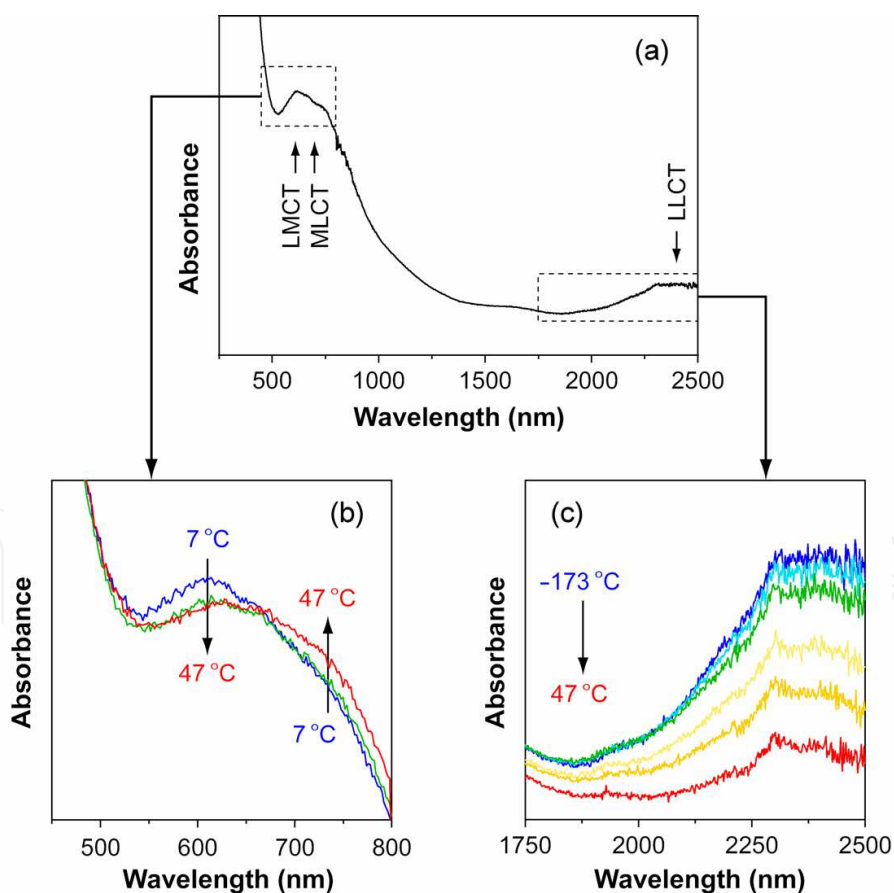 (a)
Absorbance
LMCT
MLCT
LLCT
500 1000 1500 2000 2500
Wavelength (nm)
(b)
7 °C
47 °C
47 °C
7 °C
Absorbance
500 600 700 800
Wavelength (nm)
(c)
–173 °C
47 °C
Absorbance
1750 2000 2250 2500
Wavelength (nm)